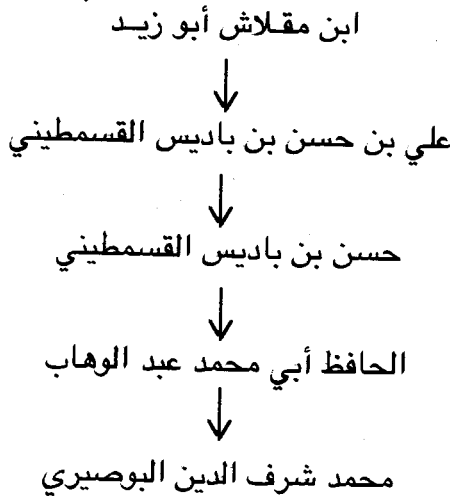 ابن مقلاش أبو زيد
علي بن حسن بن باديس القسمطيني
حسن بن باديس القسمطيني
الحافظ أبي محمد عبد الوهاب
محمد شرف الدين البوصيري